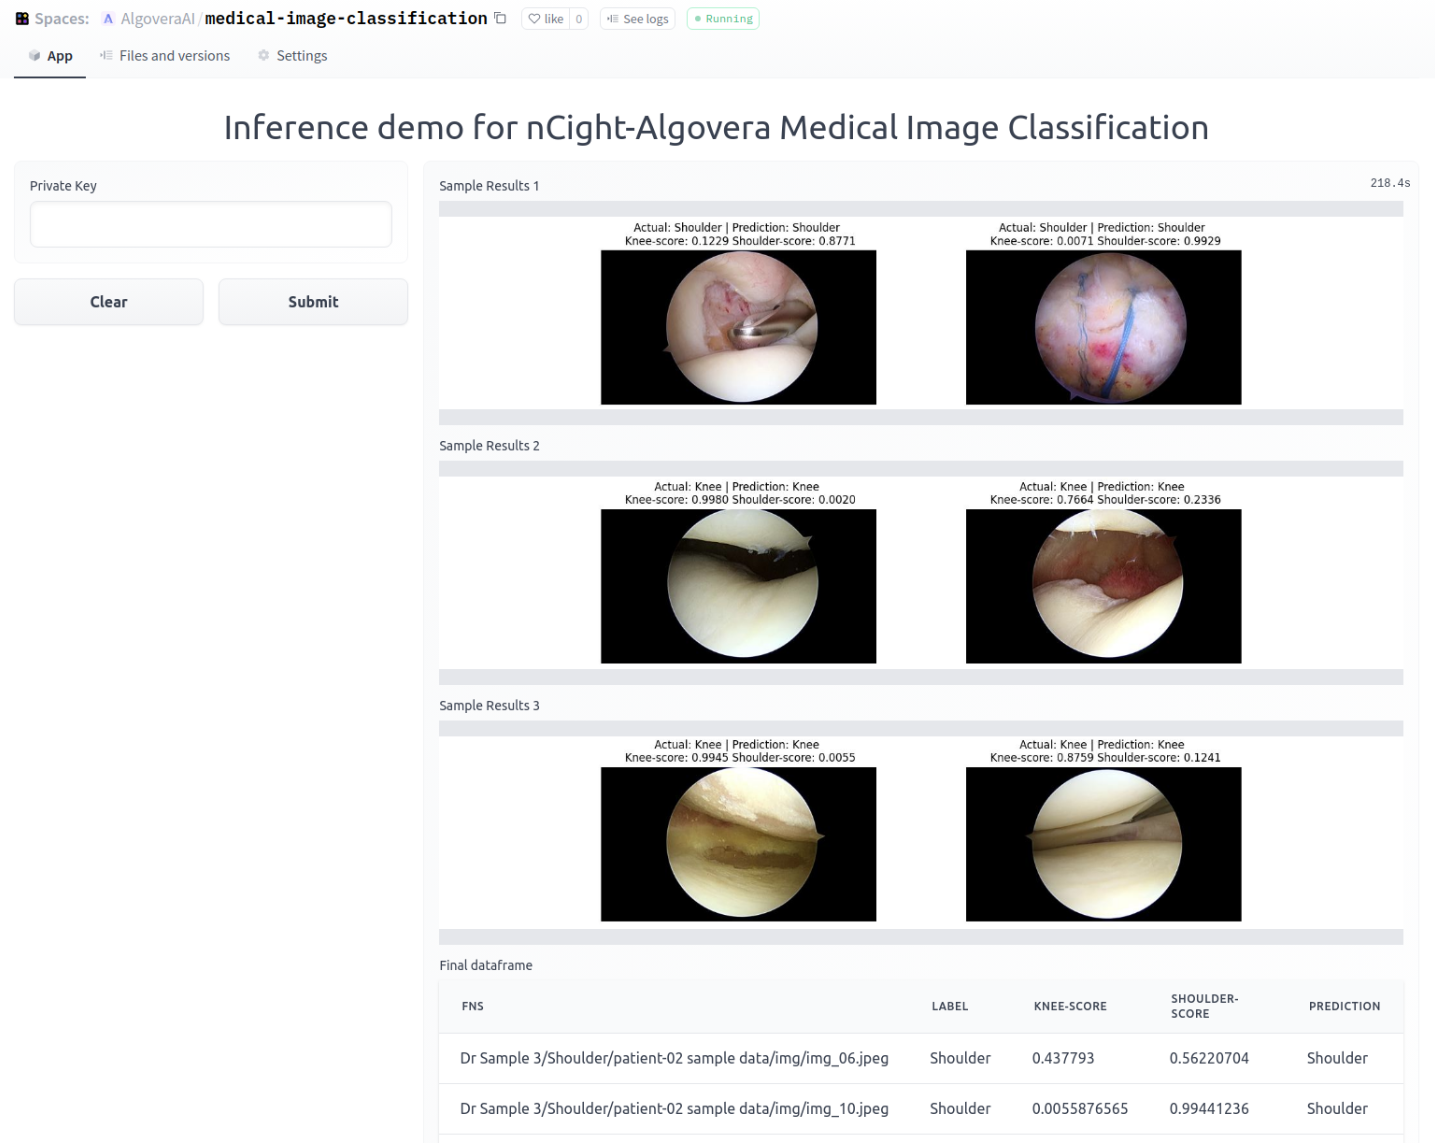 Spaces: AlgoveraAI/medical-image-classification like 0 See logs Running
App Files and versions Settings
Inference demo for nCight-Algovera Medical Image Classification
Private Key
Clear Submit
Sample Results 1 218.4s
Actual: Shoulder | Prediction: Shoulder
Knee-score: 0.1229 Shoulder-score: 0.8771
Actual: Shoulder | Prediction: Shoulder
Knee-score: 0.0071 Shoulder-score: 0.9929
Sample Results 2
Actual: Knee | Prediction: Knee
Knee-score: 0.9980 Shoulder-score: 0.0020
Actual: Knee | Prediction: Knee
Knee-score: 0.7664 Shoulder-score: 0.2336
Sample Results 3
Actual: Knee | Prediction: Knee
Knee-score: 0.9945 Shoulder-score: 0.0055
Actual: Knee | Prediction: Knee
Knee-score: 0.8759 Shoulder-score: 0.1241
Final dataframe
FNS LABEL KNEE-SCORE SHOULDER-SCORE PREDICTION
Dr Sample 3/Shoulder/patient-02 sample data/img/img_06.jpeg Shoulder 0.437793 0.56220704 Shoulder
Dr Sample 3/Shoulder/patient-02 sample data/img/img_10.jpeg Shoulder 0.0055876565 0.99441236 Shoulder